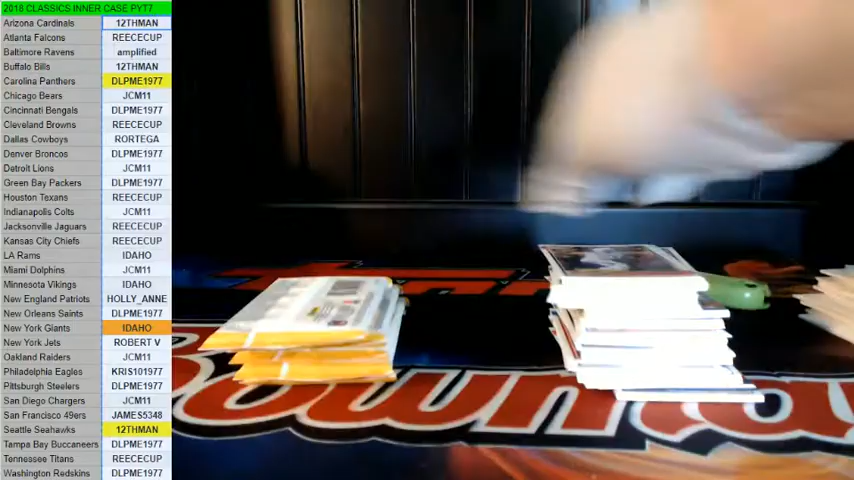 2018 CLASSICS INNER CASE PYT7
Arizona Cardinals 12THMAN
Atlanta Falcons REECECUP
Baltimore Ravens amplified
Buffalo Bills 12THMAN
Carolina Panthers DLPME1977
Chicago Bears JCM11
Cincinnati Bengals DLPME1977
Cleveland Browns REECECUP
Dallas Cowboys RORTEGA
Denver Broncos DLPME1977
Detroit Lions JCM11
Green Bay Packers DLPME1977
Houston Texans REECECUP
Indianapolis Colts JCM11
Jacksonville Jaguars REECECUP
Kansas City Chiefs REECECUP
LA Rams IDAHO
Miami Dolphins JCM11
Minnesota Vikings IDAHO
New England Patriots HOLLY_ANNE
New Orleans Saints DLPME1977
New York Giants IDAHO
New York Jets ROBERT V
Oakland Raiders JCM11
Philadelphia Eagles KRIS101977
Pittsburgh Steelers DLPME1977
San Diego Chargers JCM11
San Francisco 49ers JAMES5348
Seattle Seahawks 12THMAN
Tampa Bay Buccaneers DLPME1977
Tennessee Titans REECECUP
Washington Redskins DLPME1977